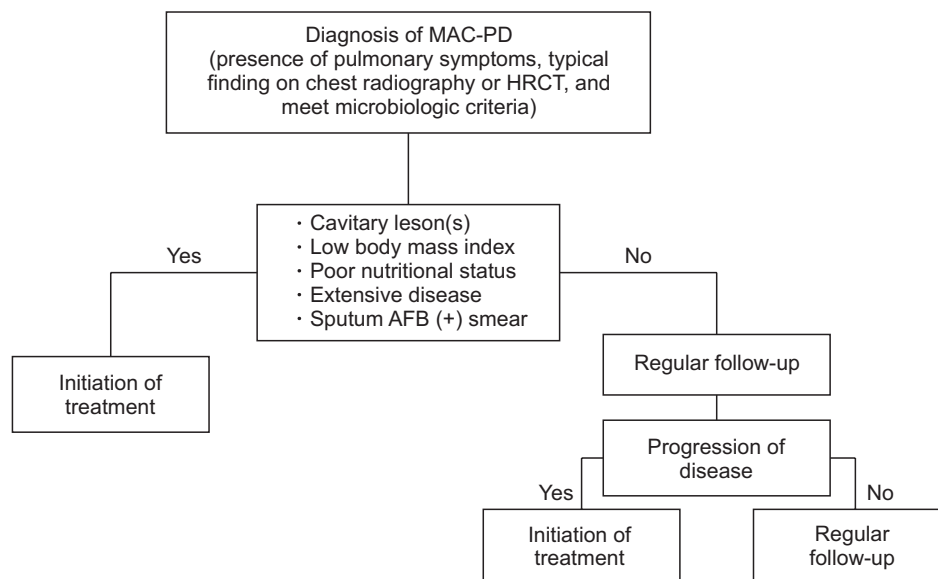 Diagnosis of MAC-PD
(presence of pulmonary symptoms, typical
finding on chest radiography or HRCT, and
meet microbiologic criteria)
・Cavitary leson(s)
・Low body mass index
・Poor nutritional status
・Extensive disease
・Sputum AFB (+) smear
Yes
No
Initiation of
treatment
Regular follow-up
Progression of
disease
Yes
No
Initiation of
treatment
Regular
follow-up